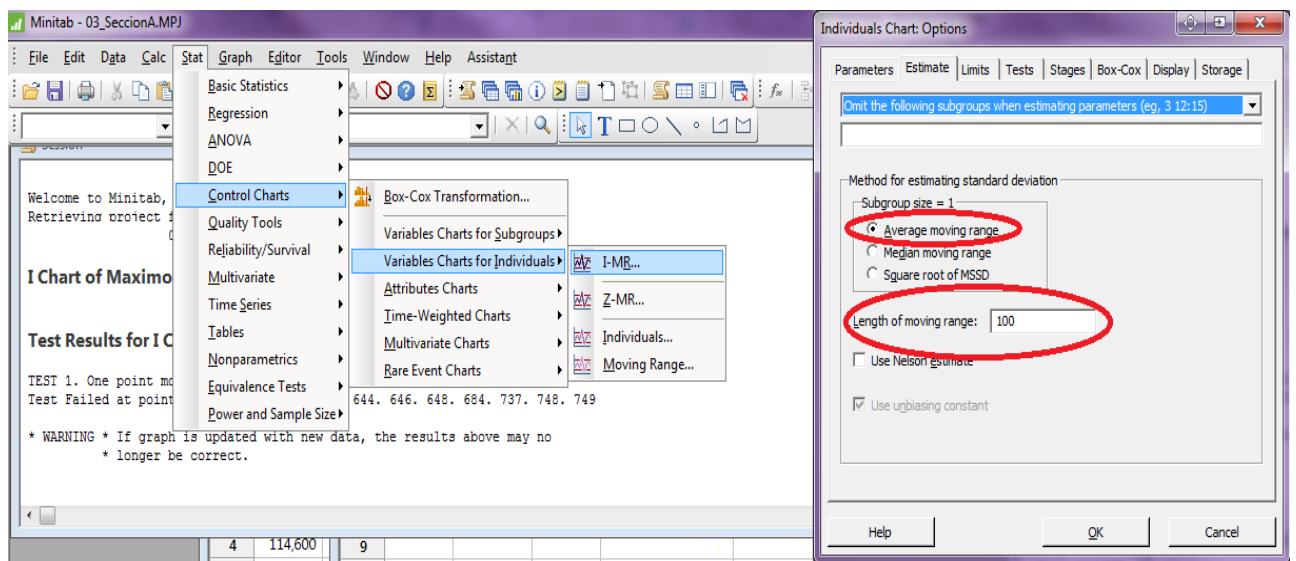 Minitab - 03_SeccionA.MPJ
File Edit Data Calc Stat Graph Editor Tools Window Help Assistant
Session
Welcome to Minitab,
Retrieving project
I Chart of Maximo
Test Results for I C
TEST 1. One point mo
Test Failed at point 644. 646. 648. 684. 737. 748. 749
* WARNING * If graph is updated with new data, the results above may no
* longer be correct.
Basic Statistics
Regression
ANOVA
DOE
Control Charts
Quality Tools
Reliability/Survival
Multivariate
Time Series
Tables
Nonparametrics
Equivalence Tests
Power and Sample Size
Box-Cox Transformation...
Variables Charts for Subgroups
Variables Charts for Individuals
Attributes Charts
Time-Weighted Charts
Multivariate Charts
Rare Event Charts
I-MR...
Z-MR...
Individuals...
Moving Range...
4 114,600 9
Individuals Chart: Options
Parameters Estimate Limits Tests Stages Box-Cox Display Storage
Omit the following subgroups when estimating parameters (eg, 3 12:15)
Method for estimating standard deviation
Subgroup size = 1
Average moving range
Median moving range
Square root of MSSD
Length of moving range: 100
Use Nelson estimate
Use unbiasing constant
Help OK Cancel